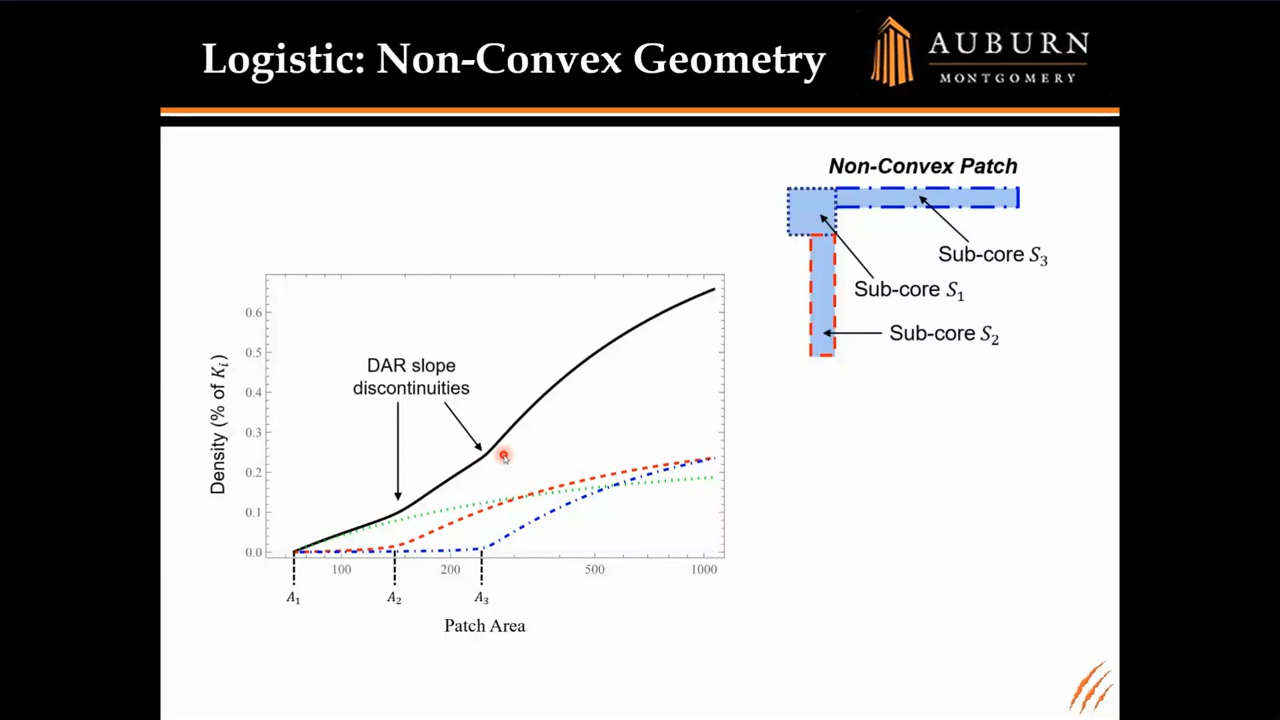 Logistic: Non-Convex Geometry
AUBURN
MONTGOMERY
Non-Convex Patch
Sub-core S₃
Sub-core S₁
Sub-core S₂
DAR slope
discontinuities
Density (% of Kᵢ)
0.6
0.5
0.4
0.3
0.2
0.1
0.0
100 200 500 1000
A₁ A₂ A₃
Patch Area